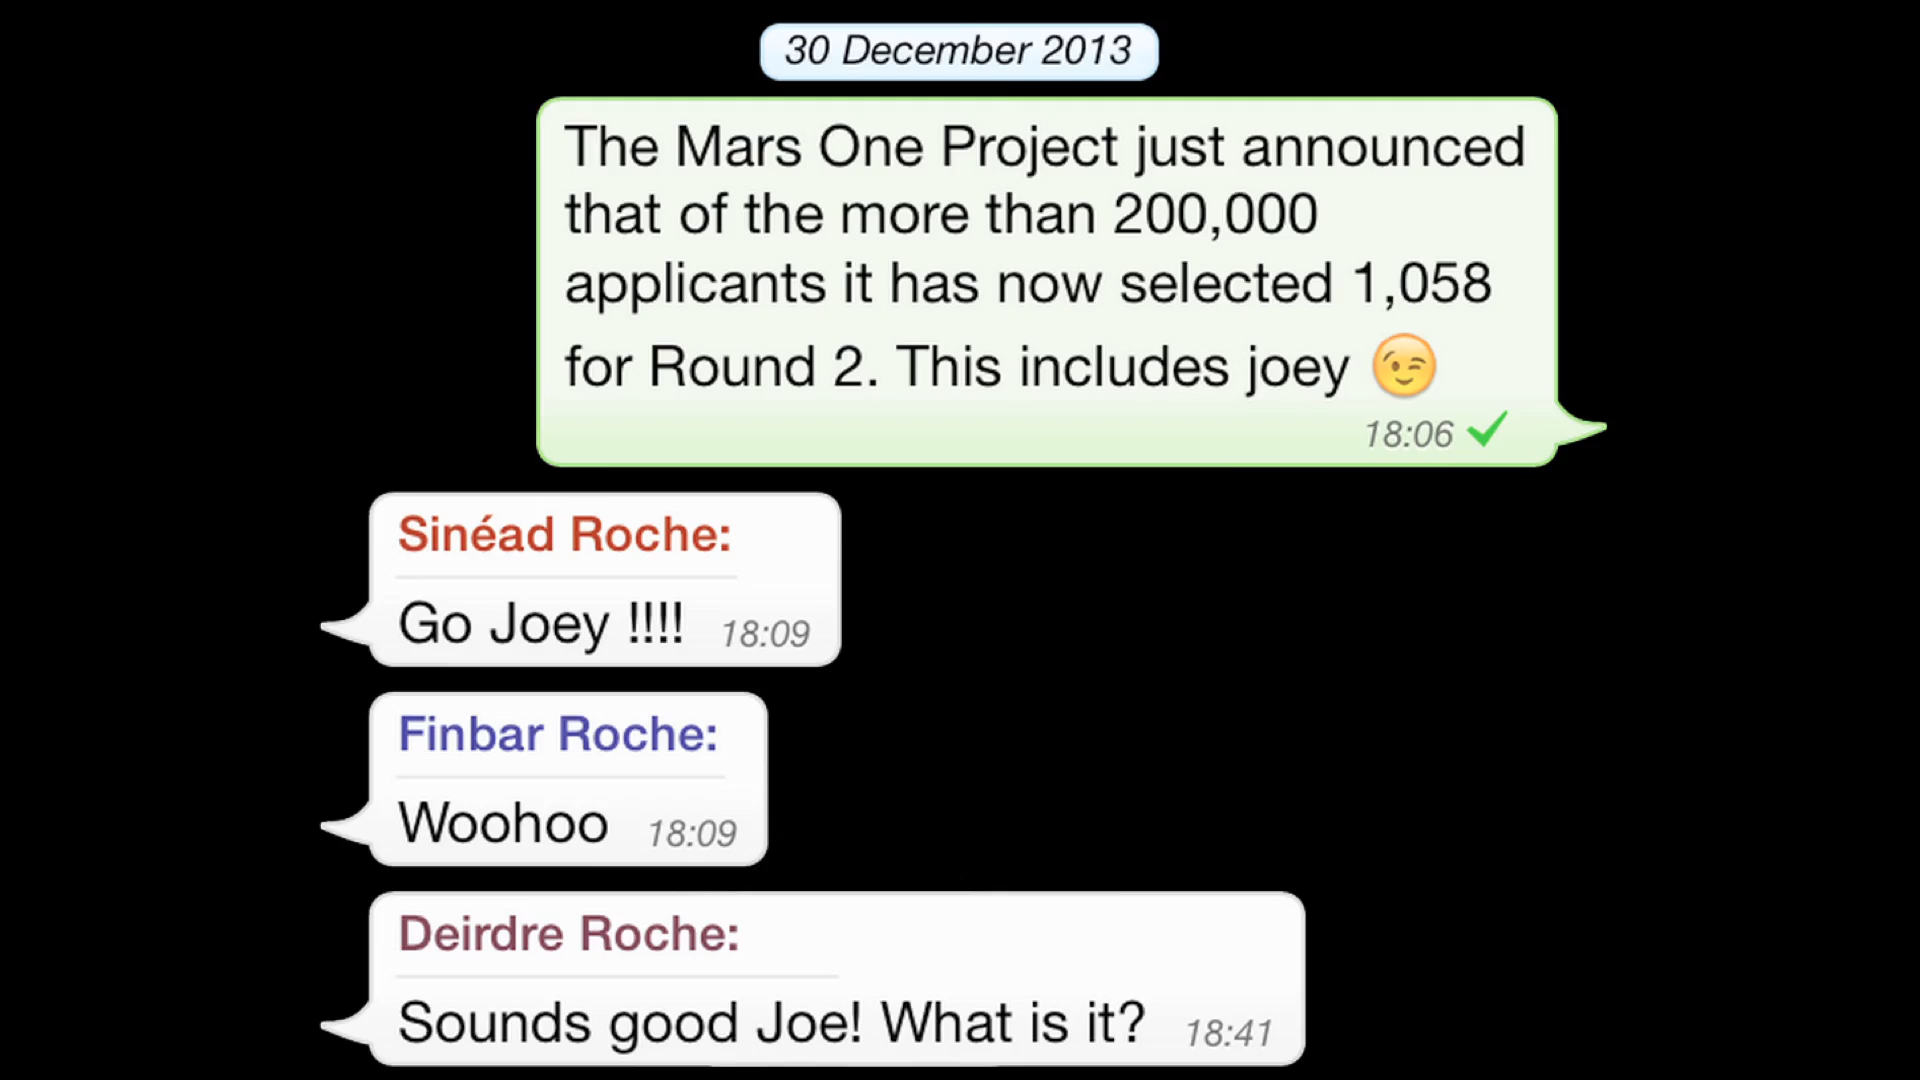 30 December 2013
The Mars One Project just announced
that of the more than 200,000
applicants it has now selected 1,058
for Round 2. This includes joey 😉
18:06
Sinéad Roche:
Go Joey !!!! 18:09
Finbar Roche:
Woohoo 18:09
Deirdre Roche:
Sounds good Joe! What is it? 18:41